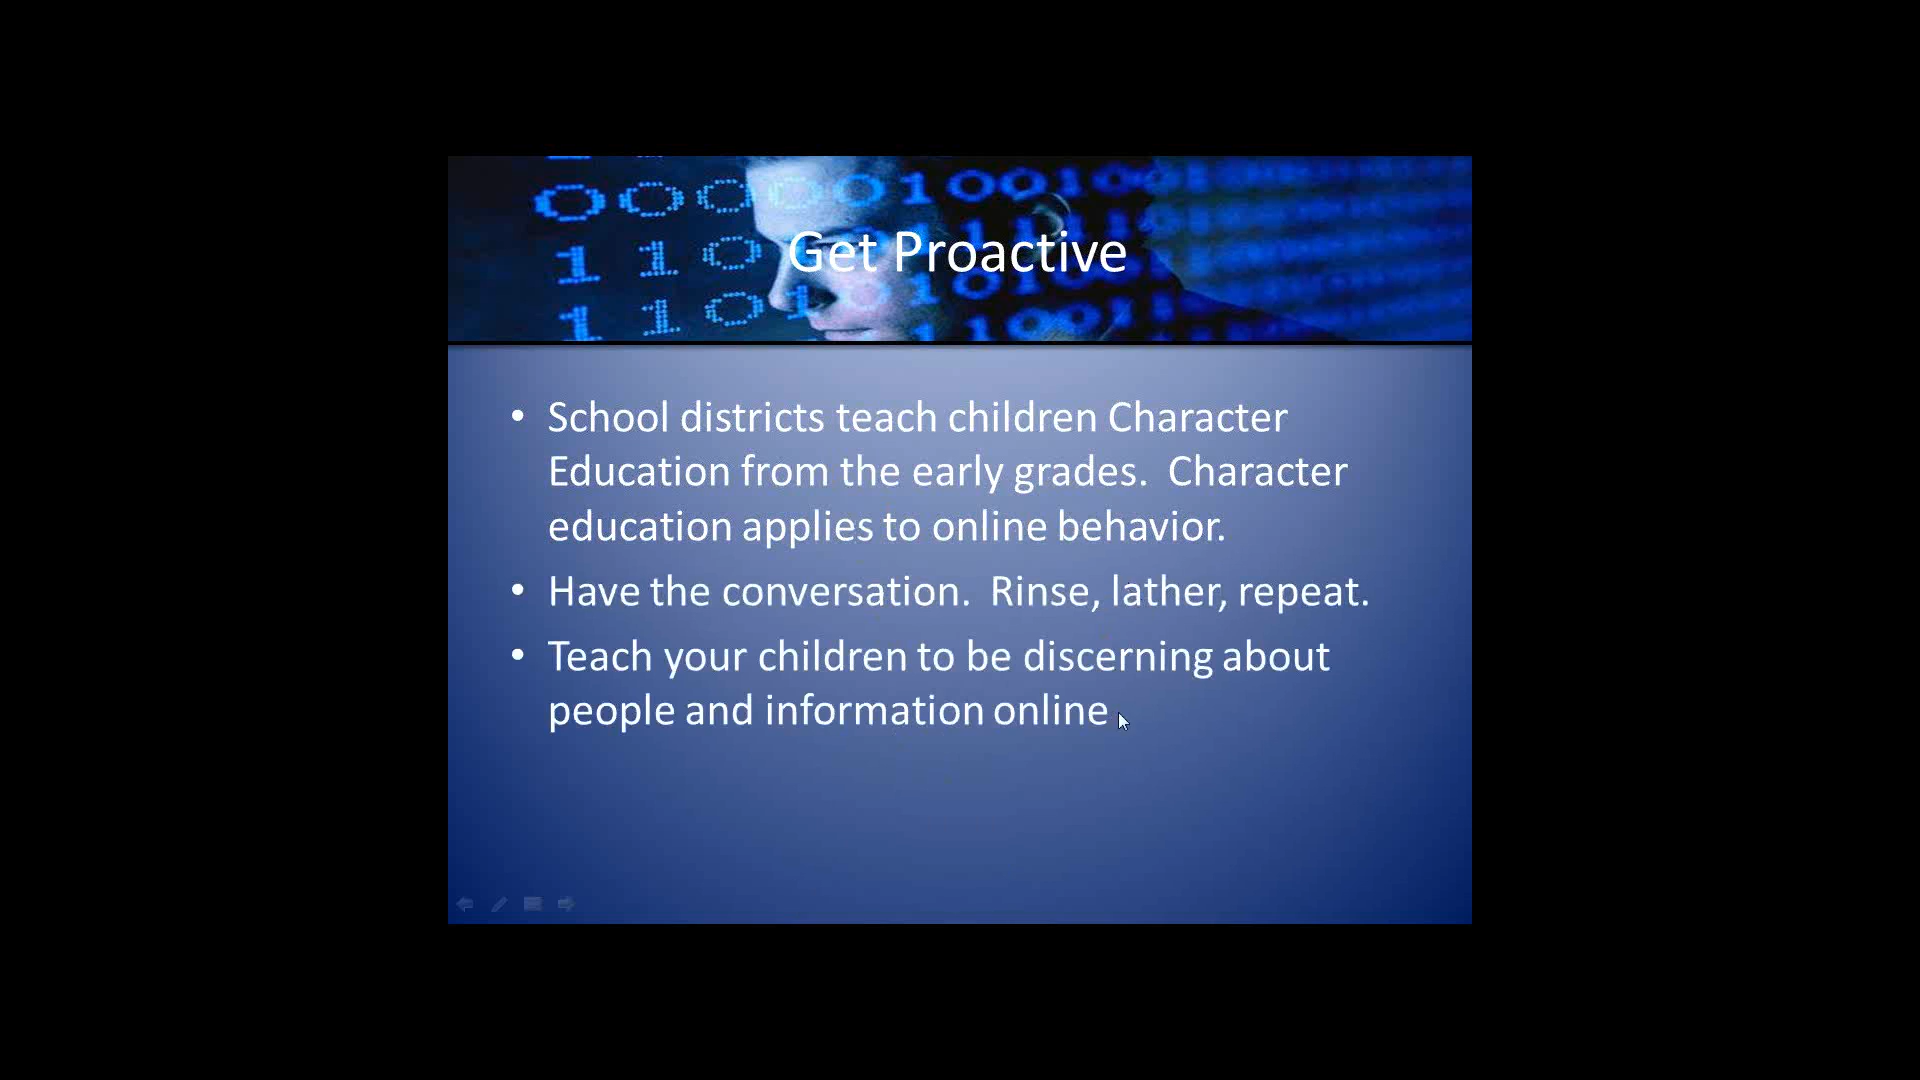 Get Proactive
• School districts teach children Character
Education from the early grades.  Character
education applies to online behavior.
• Have the conversation.  Rinse, lather, repeat.
• Teach your children to be discerning about
people and information online